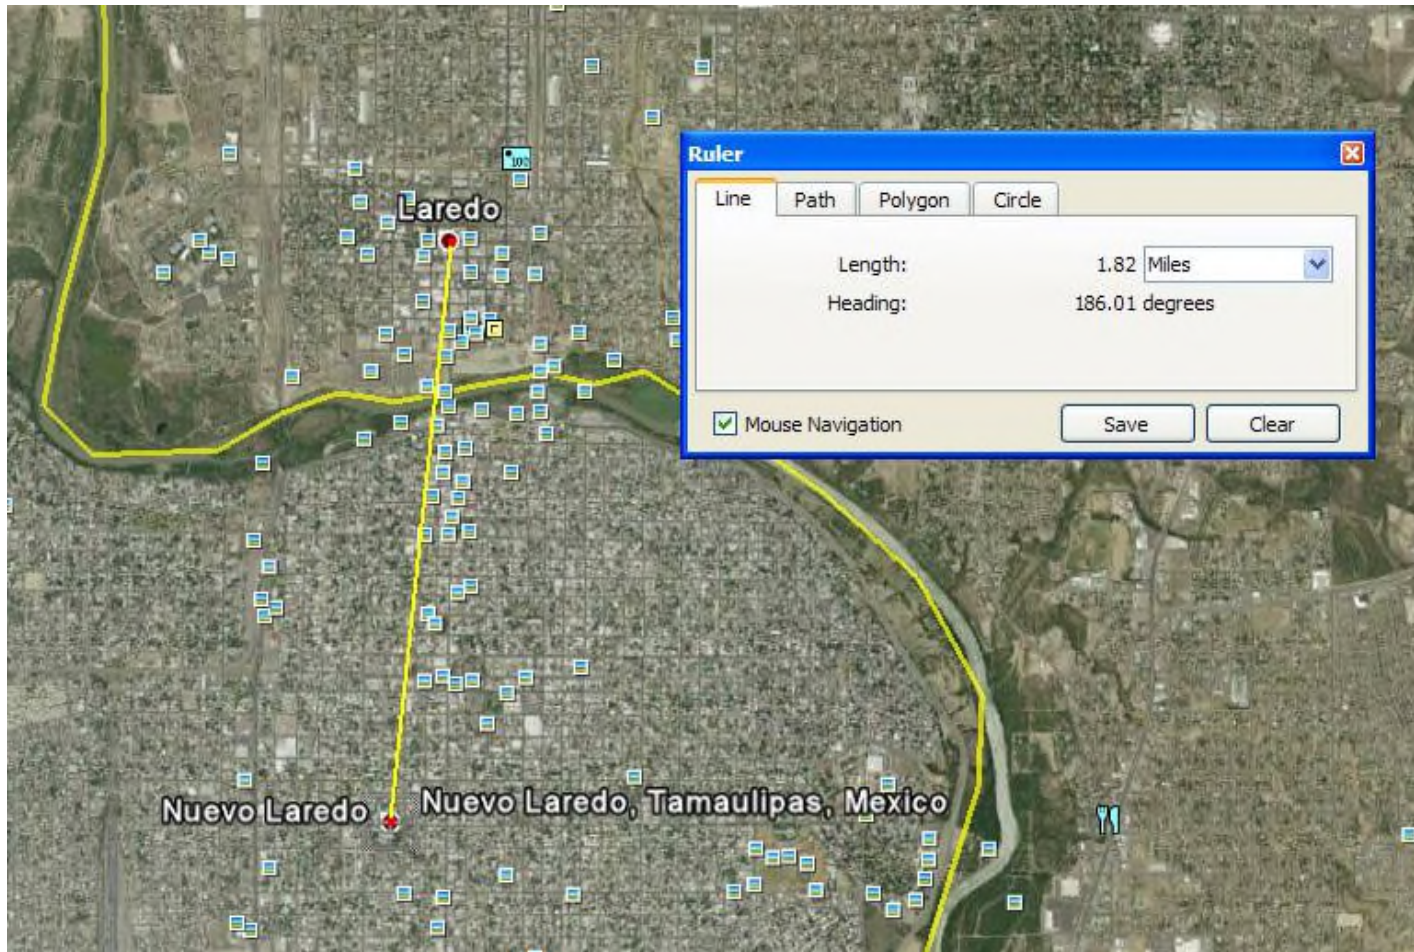 Ruler
Line Path Polygon Circle
Length: 1.82 Miles
Heading: 186.01 degrees
Mouse Navigation Save Clear
100
Laredo
Nuevo Laredo
Nuevo Laredo, Tamaulipas, Mexico